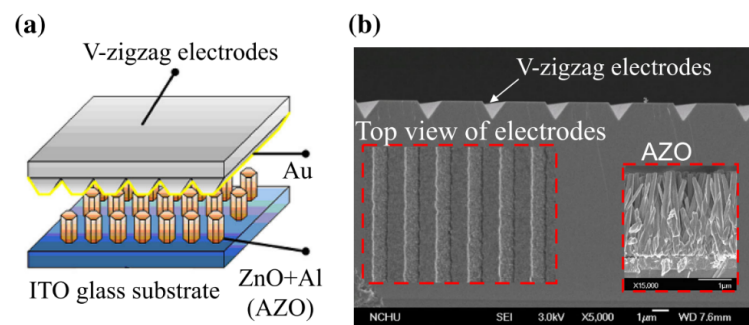 (a)
V-zigzag electrodes
Au
ZnO+Al
(AZO)
ITO glass substrate
(b)
V-zigzag electrodes
Top view of electrodes
AZO
X15,000 1µm
NCHU SEI 3.0kV X5,000 1µm WD 7.6mm